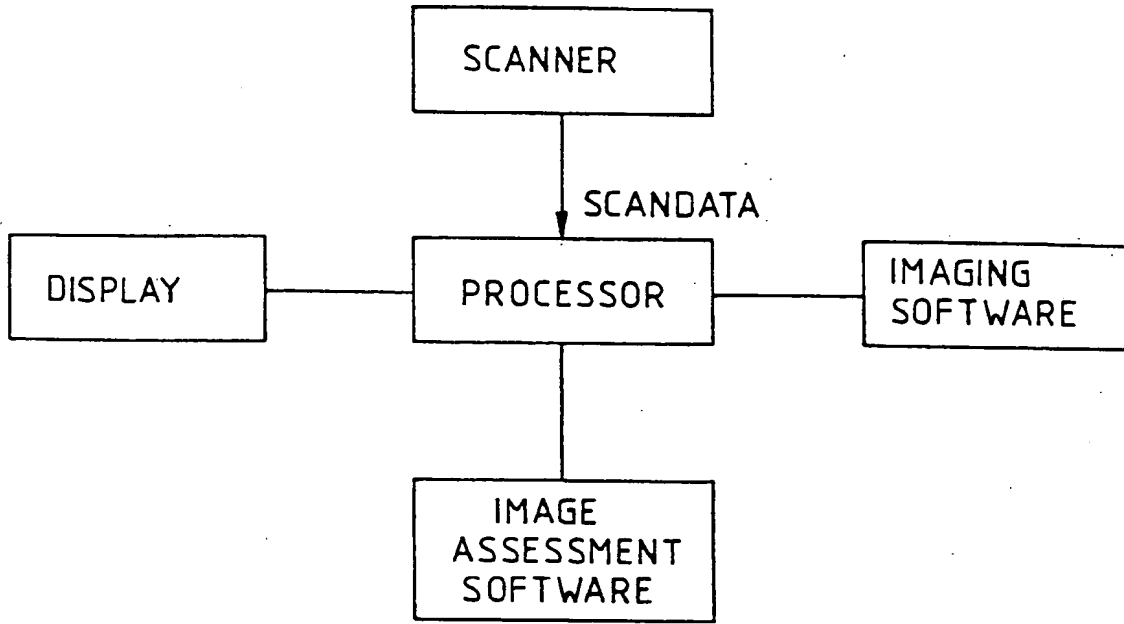 SCANNER
SCANDATA
DISPLAY
PROCESSOR
IMAGING
SOFTWARE
IMAGE
ASSESSMENT
SOFTWARE